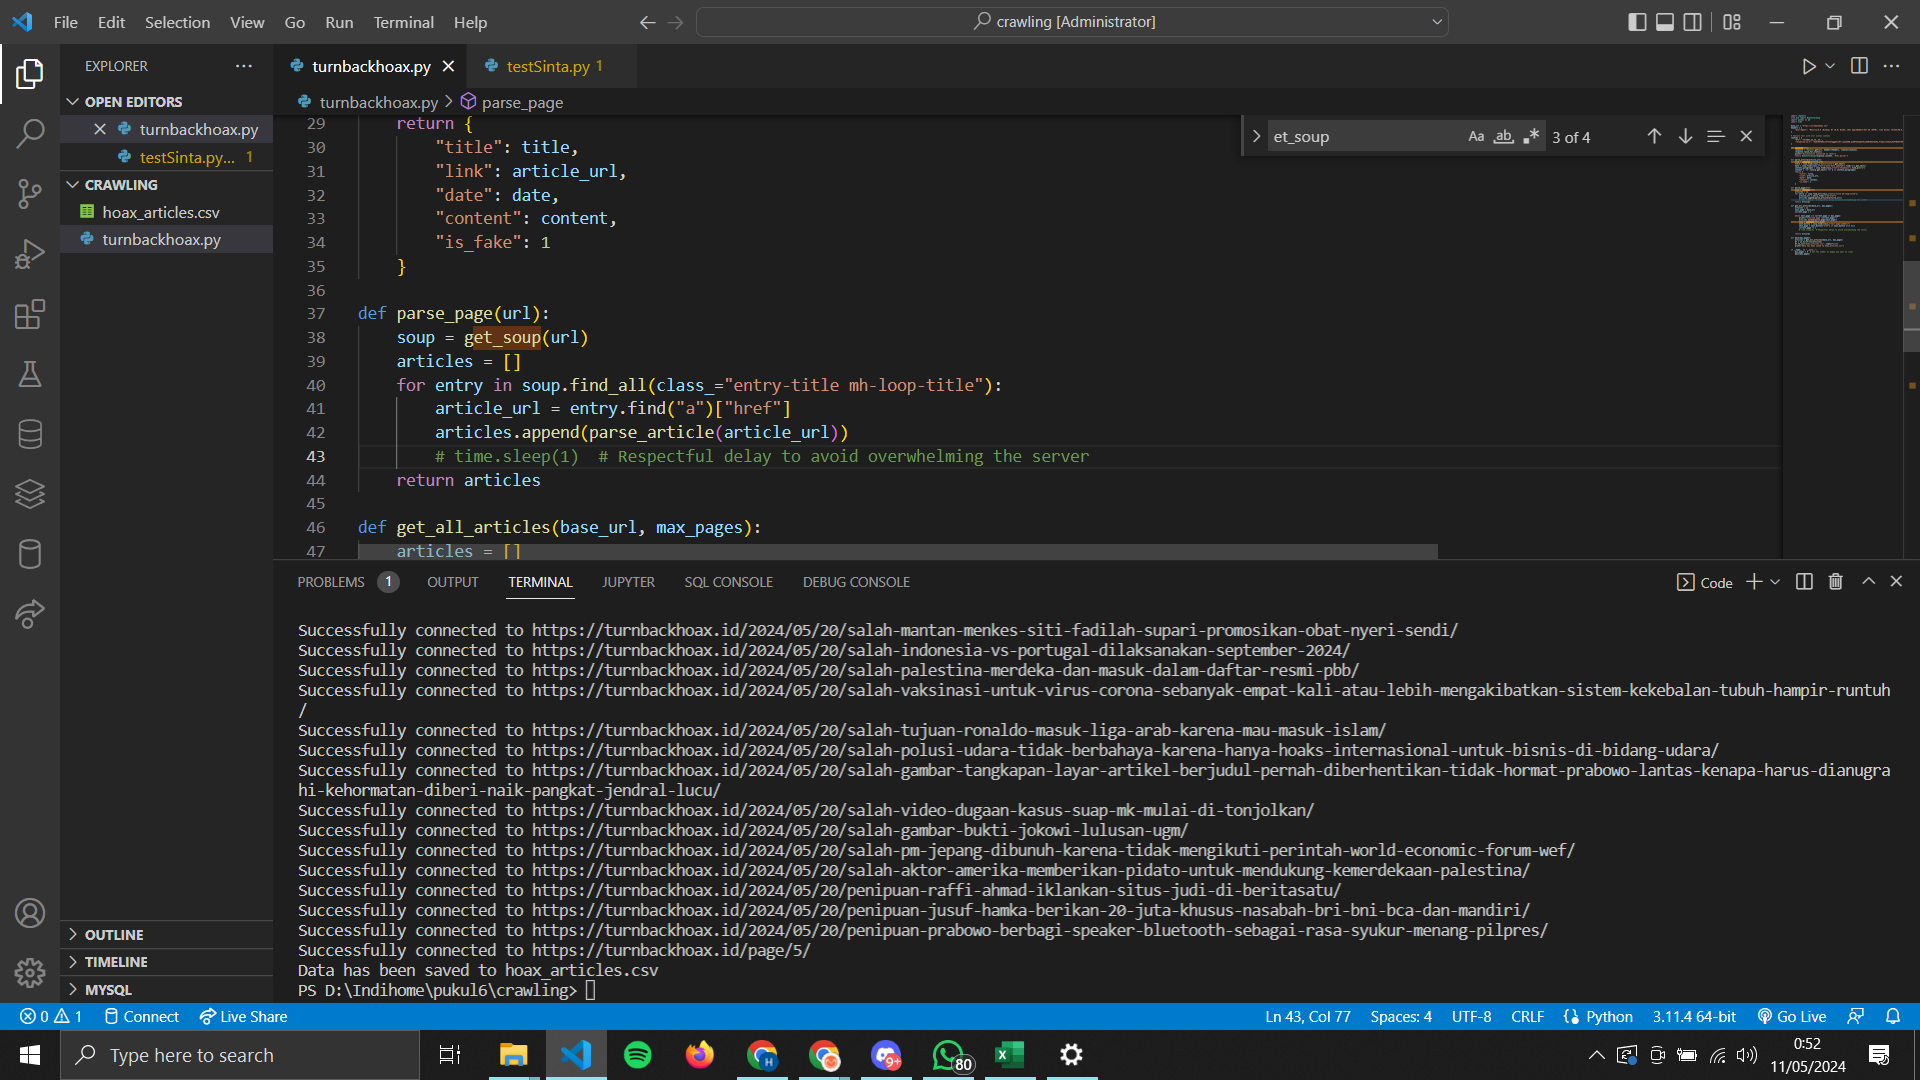 File Edit Selection View Go Run Terminal Help
crawling [Administrator]
EXPLORER
turnbackhoax.py
testSinta.py 1
OPEN EDITORS
turnbackhoax.py
testSinta.py... 1
CRAWLING
hoax_articles.csv
turnbackhoax.py
OUTLINE
TIMELINE
MYSQL
turnbackhoax.py > parse_page
et_soup
Aa ab 3 of 4
29 return {
30 "title": title,
31 "link": article_url,
32 "date": date,
33 "content": content,
34 "is_fake": 1
35 }
36
37 def parse_page(url):
38 soup = get_soup(url)
39 articles = []
40 for entry in soup.find_all(class_="entry-title mh-loop-title"):
41 article_url = entry.find("a")["href"]
42 articles.append(parse_article(article_url))
43 # time.sleep(1)  # Respectful delay to avoid overwhelming the server
44 return articles
45
46 def get_all_articles(base_url, max_pages):
47 articles = []
PROBLEMS 1 OUTPUT TERMINAL JUPYTER SQL CONSOLE DEBUG CONSOLE
Code
Successfully connected to https://turnbackhoax.id/2024/05/20/salah-mantan-menkes-siti-fadilah-supari-promosikan-obat-nyeri-sendi/
Successfully connected to https://turnbackhoax.id/2024/05/20/salah-indonesia-vs-portugal-dilaksanakan-september-2024/
Successfully connected to https://turnbackhoax.id/2024/05/20/salah-palestina-merdeka-dan-masuk-dalam-daftar-resmi-pbb/
Successfully connected to https://turnbackhoax.id/2024/05/20/salah-vaksinasi-untuk-virus-corona-sebanyak-empat-kali-atau-lebih-mengakibatkan-sistem-kekebalan-tubuh-hampir-runtuh
/
Successfully connected to https://turnbackhoax.id/2024/05/20/salah-tujuan-ronaldo-masuk-liga-arab-karena-mau-masuk-islam/
Successfully connected to https://turnbackhoax.id/2024/05/20/salah-polusi-udara-tidak-berbahaya-karena-hanya-hoaks-internasional-untuk-bisnis-di-bidang-udara/
Successfully connected to https://turnbackhoax.id/2024/05/20/salah-gambar-tangkapan-layar-artikel-berjudul-pernah-diberhentikan-tidak-hormat-prabowo-lantas-kenapa-harus-dianugra
hi-kehormatan-diberi-naik-pangkat-jendral-lucu/
Successfully connected to https://turnbackhoax.id/2024/05/20/salah-video-dugaan-kasus-suap-mk-mulai-di-tonjolkan/
Successfully connected to https://turnbackhoax.id/2024/05/20/salah-gambar-bukti-jokowi-lulusan-ugm/
Successfully connected to https://turnbackhoax.id/2024/05/20/salah-pm-jepang-dibunuh-karena-tidak-mengikuti-perintah-world-economic-forum-wef/
Successfully connected to https://turnbackhoax.id/2024/05/20/salah-aktor-amerika-memberikan-pidato-untuk-mendukung-kemerdekaan-palestina/
Successfully connected to https://turnbackhoax.id/2024/05/20/penipuan-raffi-ahmad-iklankan-situs-judi-di-beritasatu/
Successfully connected to https://turnbackhoax.id/2024/05/20/penipuan-jusuf-hamka-berikan-20-juta-khusus-nasabah-bri-bni-bca-dan-mandiri/
Successfully connected to https://turnbackhoax.id/2024/05/20/penipuan-prabowo-berbagi-speaker-bluetooth-sebagai-rasa-syukur-menang-pilpres/
Successfully connected to https://turnbackhoax.id/page/5/
Data has been saved to hoax_articles.csv
PS D:\Indihome\pukul6\crawling>
0 1 Connect Live Share
Ln 43, Col 77 Spaces: 4 UTF-8 CRLF Python 3.11.4 64-bit Go Live
Type here to search
9+
80
0:52
11/05/2024